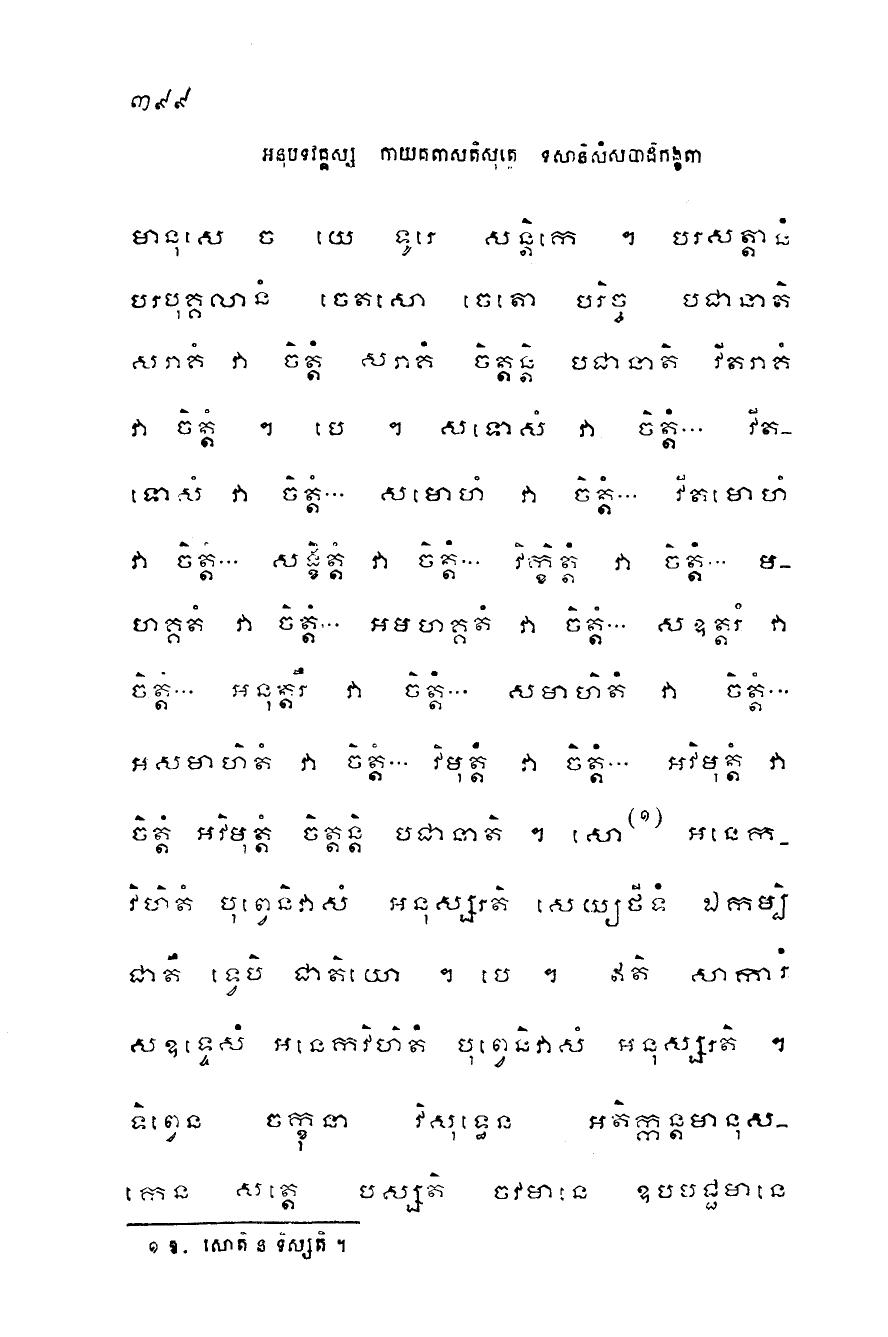 ៣៩៩
អនុបទវគ្គស្ស កាយគតាសតិសុត្តេ ទសានិសំសបាដិកង្ខតា
មានុសេ ច យេ ទូរេ សន្តិកេ ។ បរសត្តានំ
បរបុគ្គលានំ ចេតសោ ចេតោ បរិច្ច បជានាតិ
សរាគំ វា ចិត្តំ សរាគំ ចិត្តន្តិ បជានាតិ វីតរាគំ
វា ចិត្តំ ។ បេ ។ សទោសំ វា ចិត្តំ… វីត-
ទោសំ វា ចិត្តំ… សមោហំ វា ចិត្តំ… វីតមោហំ
វា ចិត្តំ… សង្ខិត្តំ វា ចិត្តំ… វិក្ខិត្តំ វា ចិត្តំ… ម-
ហគ្គតំ វា ចិត្តំ… អមហគ្គតំ វា ចិត្តំ… សឧត្តរំ វា
ចិត្តំ… អនុត្តរំ វា ចិត្តំ… សមាហិតំ វា ចិត្តំ…
អសមាហិតំ វា ចិត្តំ… វិមុត្តំ វា ចិត្តំ… អវិមុត្តំ វា
ចិត្តំ អវិមុត្តំ ចិត្តន្តិ បជានាតិ ។ សោ(១) អនេក-
វិហិតំ បុព្វេនិវាសំ អនុស្សរតិ សេយ្យថីទំ ឯកម្បិ
ជាតឹ ទ្វេបិ ជាតិយោ ។ បេ ។ ឥតិ សាការំ
សឧទ្ទេសំ អនេកវិហិតំ បុព្វេនិវាសំ អនុស្សរតិ ។
ទិព្វេន ចក្ខុនា វិសុទ្ធេន អតិក្កន្តមានុស-
កេន សត្តេ បស្សតិ ចវមានេ ឧបបជ្ជមានេ
១ ឱ. សោតិ ន ទិស្សតិ ។